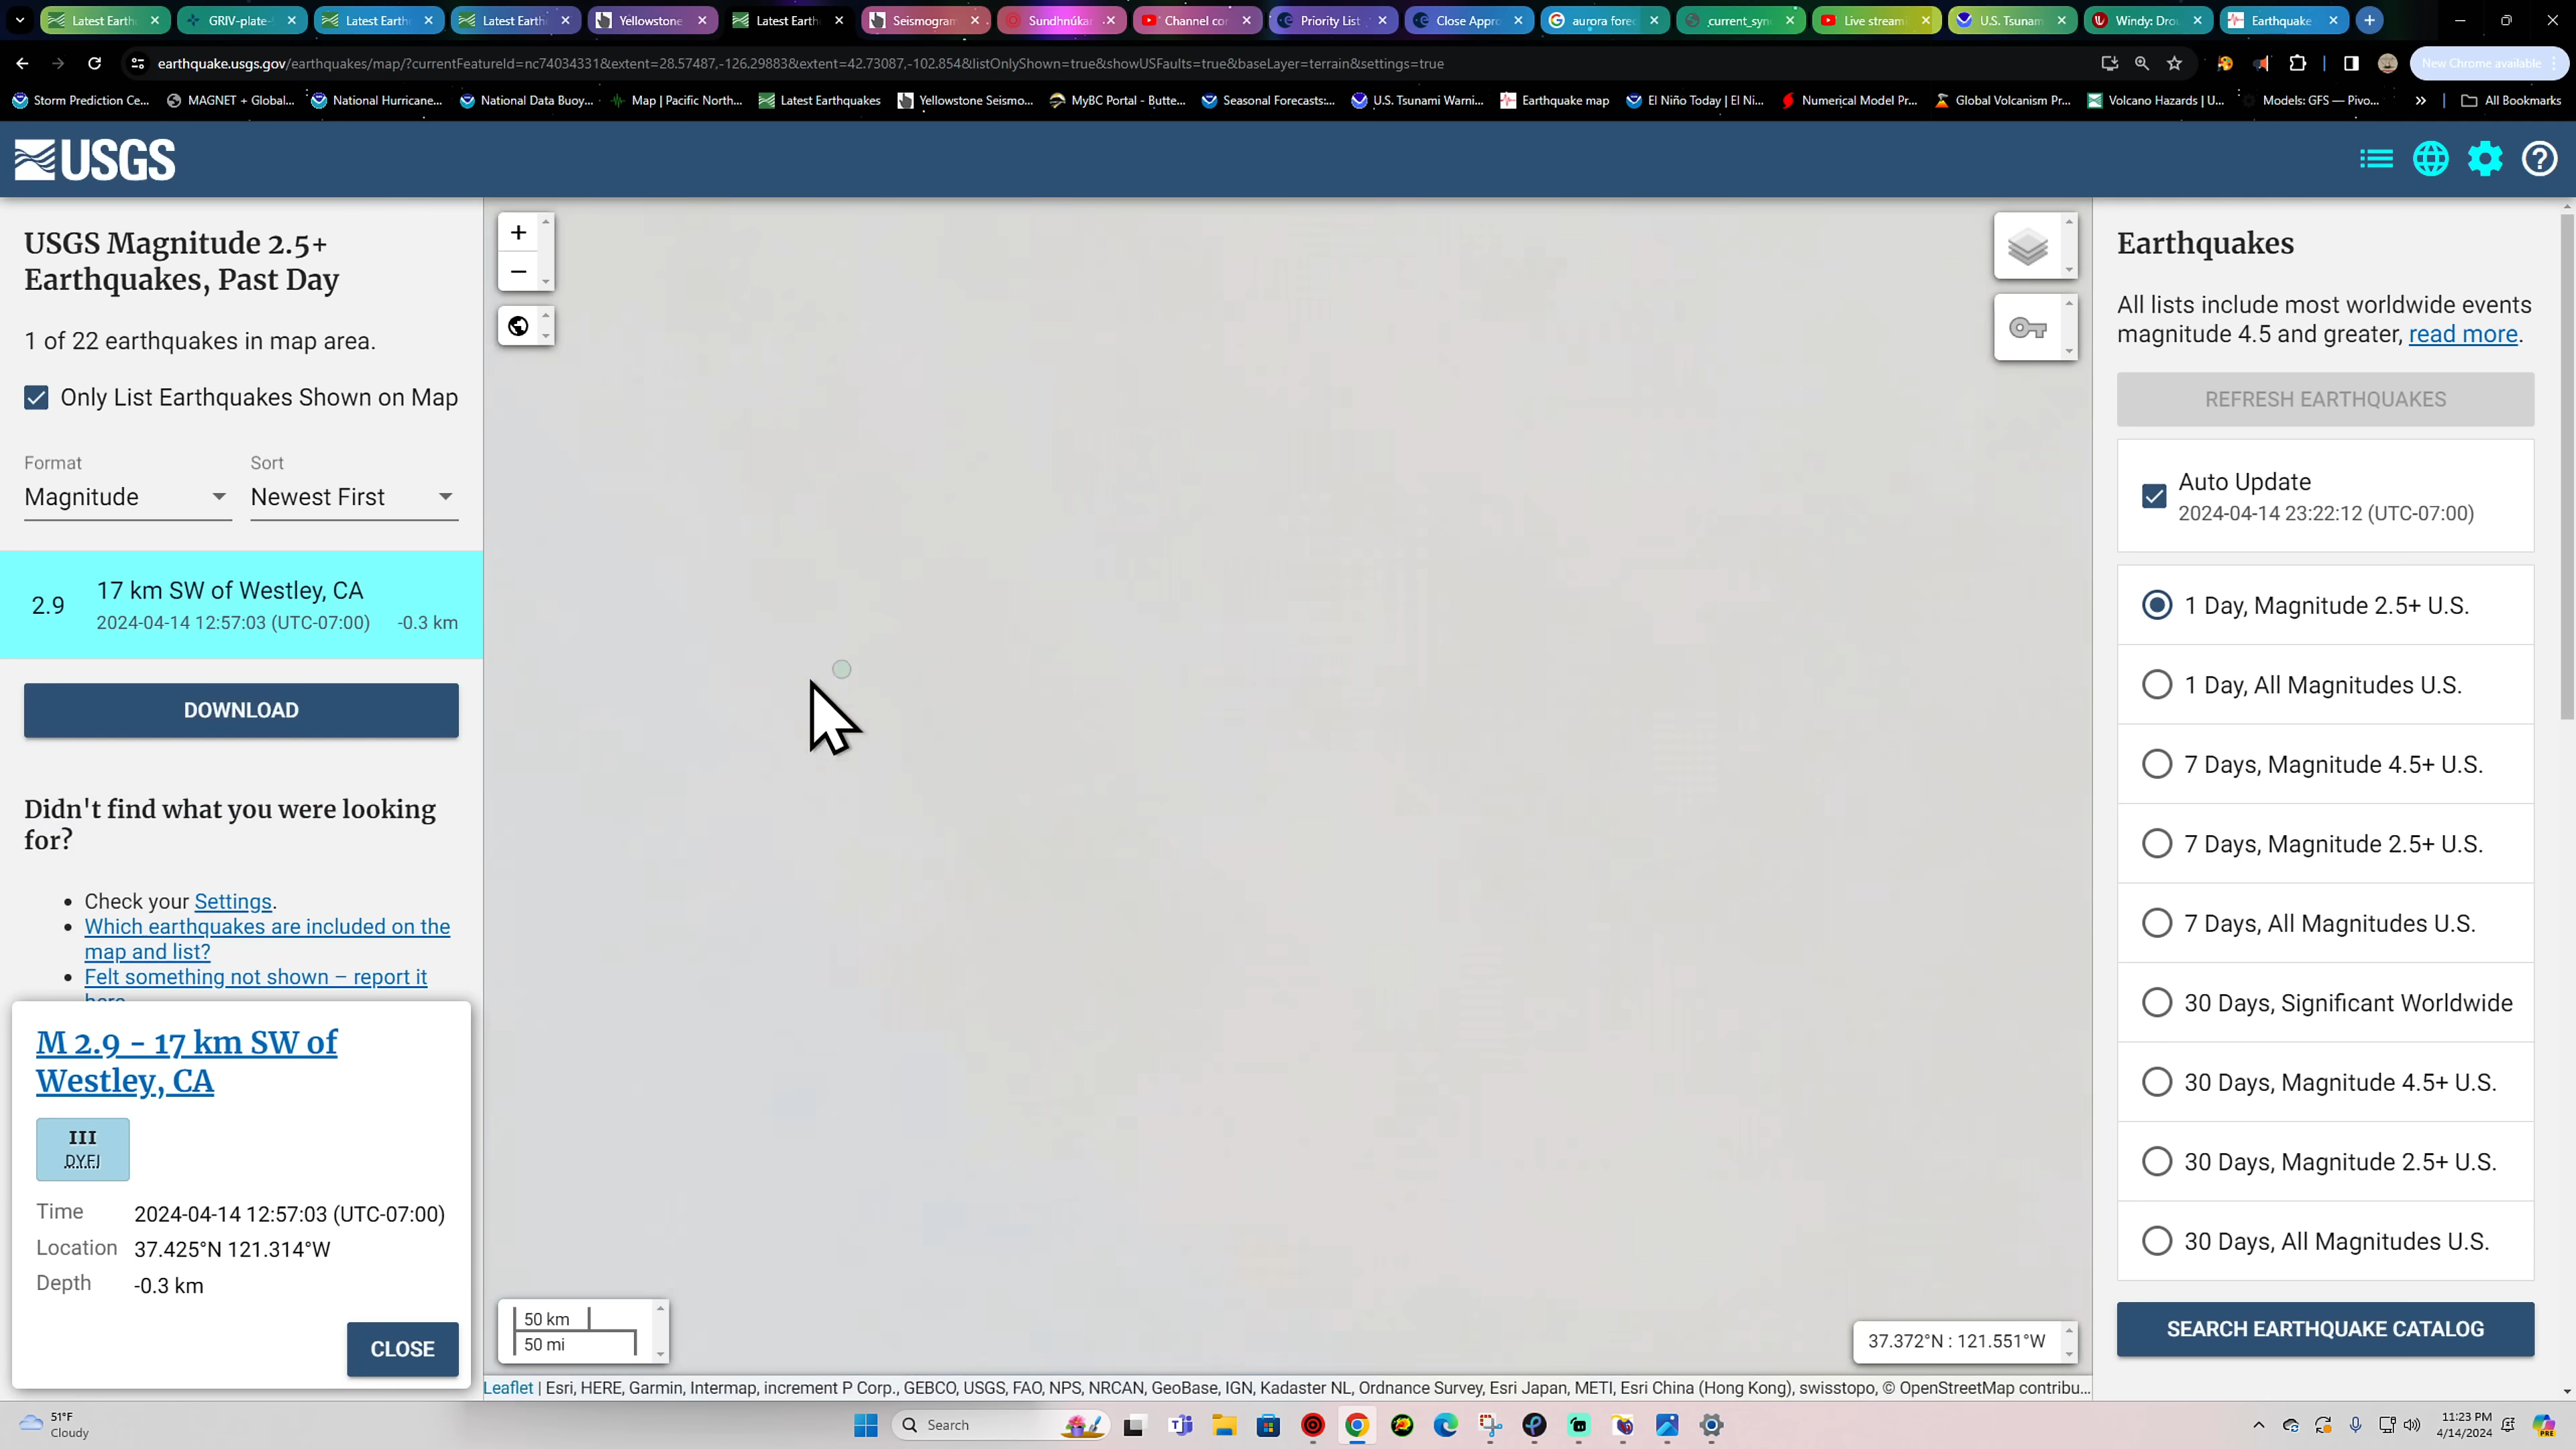 Latest Earth
GRIV-plate-
Latest Earth
Latest Earth
Yellowstone
Latest Earth
Seismogram
Sundhnúkar
Channel cor
Priority List
Close Appro
aurora forec
current_syn
Live stream
U.S. Tsunam
Windy: Dro
Earthquake
earthquake.usgs.gov/earthquakes/map/?currentFeatureId=nc74034331&extent=28.57487,-126.29883&extent=42.73087,-102.854&listOnlyShown=true&showUSFaults=true&baseLayer=terrain&settings=true
New Chrome available
Storm Prediction Ce...
MAGNET + Global...
National Hurricane...
National Data Buoy...
Map | Pacific North...
Latest Earthquakes
Yellowstone Seismo...
MyBC Portal - Butte...
Seasonal Forecasts:...
U.S. Tsunami Warni...
Earthquake map
El Niño Today | El Ni...
Numerical Model Pr...
Global Volcanism Pr...
Volcano Hazards | U...
Models: GFS — Pivo...
»
All Bookmarks
USGS
USGS Magnitude 2.5+
Earthquakes, Past Day
1 of 22 earthquakes in map area.
Only List Earthquakes Shown on Map
Format
Sort
Magnitude
Newest First
2.9
17 km SW of Westley, CA
2024-04-14 12:57:03 (UTC-07:00)
-0.3 km
DOWNLOAD
Didn't find what you were looking
for?
Check your Settings.
Which earthquakes are included on the
map and list?
Felt something not shown – report it
here
M 2.9 - 17 km SW of
Westley, CA
III
DYFI
Time 2024-04-14 12:57:03 (UTC-07:00)
Location 37.425°N 121.314°W
Depth -0.3 km
CLOSE
+
−
50 km
50 mi
37.372°N : 121.551°W
Leaflet | Esri, HERE, Garmin, Intermap, increment P Corp., GEBCO, USGS, FAO, NPS, NRCAN, GeoBase, IGN, Kadaster NL, Ordnance Survey, Esri Japan, METI, Esri China (Hong Kong), swisstopo, © OpenStreetMap contribu...
Earthquakes
All lists include most worldwide events
magnitude 4.5 and greater, read more.
REFRESH EARTHQUAKES
Auto Update
2024-04-14 23:22:12 (UTC-07:00)
1 Day, Magnitude 2.5+ U.S.
1 Day, All Magnitudes U.S.
7 Days, Magnitude 4.5+ U.S.
7 Days, Magnitude 2.5+ U.S.
7 Days, All Magnitudes U.S.
30 Days, Significant Worldwide
30 Days, Magnitude 4.5+ U.S.
30 Days, Magnitude 2.5+ U.S.
30 Days, All Magnitudes U.S.
SEARCH EARTHQUAKE CATALOG
51°F
Cloudy
Search
11:23 PM
4/14/2024
PRE